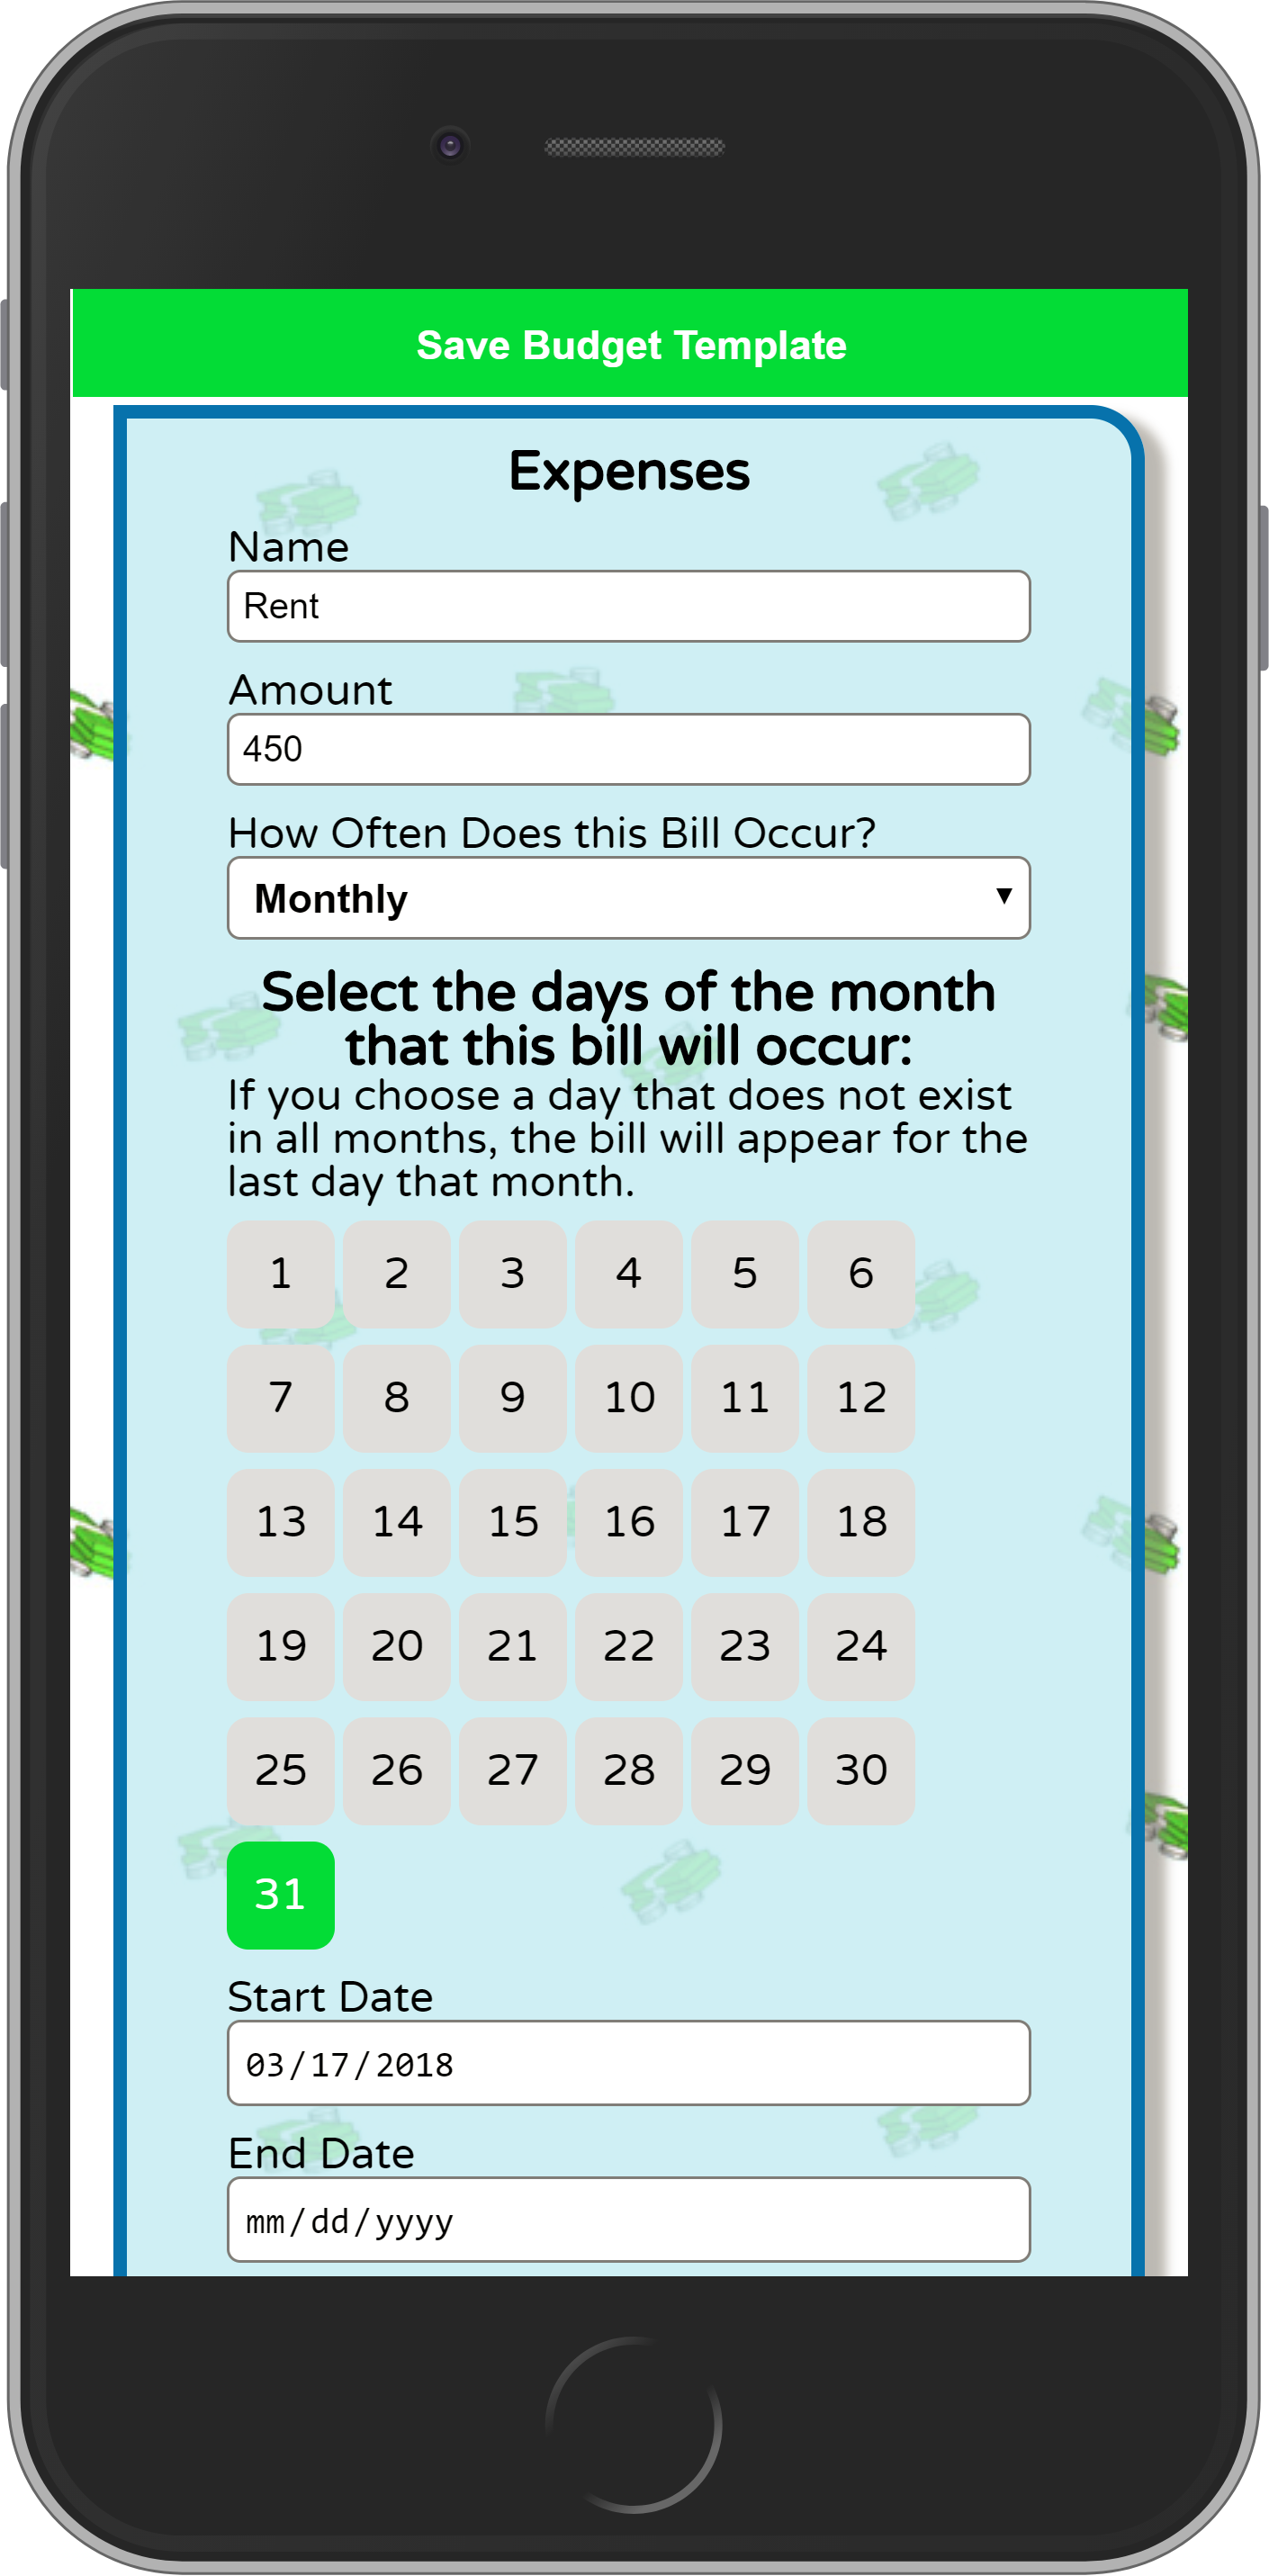 Save Budget Template
Expenses
Name
Rent
Amount
450
How Often Does this Bill Occur?
Monthly
Select the days of the month
that this bill will occur:
If you choose a day that does not exist
in all months, the bill will appear for the
last day that month.
1 2 3 4 5 6
7 8 9 10 11 12
13 14 15 16 17 18
19 20 21 22 23 24
25 26 27 28 29 30
31
Start Date
03/17/2018
End Date
mm/dd/yyyy